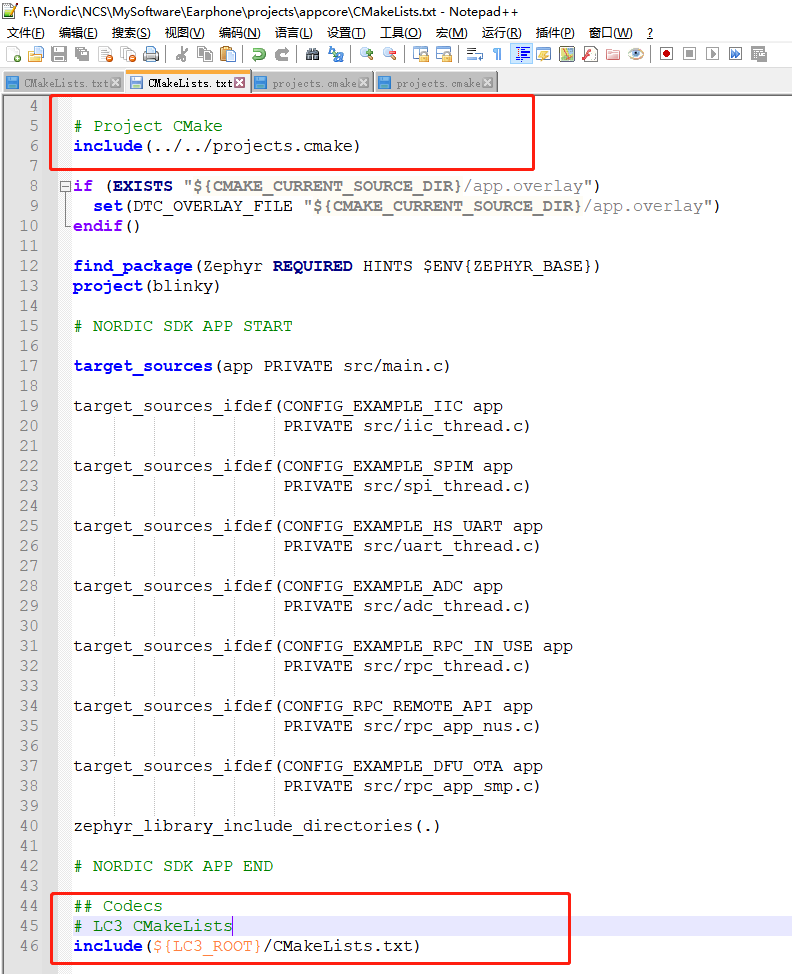 F:\Nordic\NCS\MySoftware\Earphone\projects\appcore\CMakeLists.txt - Notepad++
文件(F) 编辑(E) 搜索(S) 视图(V) 编码(N) 语言(L) 设置(T) 工具(O) 宏(M) 运行(R) 插件(P) 窗口(W) ?
CMakeLists.txt CMakeLists.txt projects.cmake projects.cmake
4
5 # Project CMake
6 include(../../projects.cmake)
7
8 if (EXISTS "${CMAKE_CURRENT_SOURCE_DIR}/app.overlay")
9 set(DTC_OVERLAY_FILE "${CMAKE_CURRENT_SOURCE_DIR}/app.overlay")
10 endif()
11
12 find_package(Zephyr REQUIRED HINTS $ENV{ZEPHYR_BASE})
13 project(blinky)
14
15 # NORDIC SDK APP START
16
17 target_sources(app PRIVATE src/main.c)
18
19 target_sources_ifdef(CONFIG_EXAMPLE_IIC app
20 PRIVATE src/iic_thread.c)
21
22 target_sources_ifdef(CONFIG_EXAMPLE_SPIM app
23 PRIVATE src/spi_thread.c)
24
25 target_sources_ifdef(CONFIG_EXAMPLE_HS_UART app
26 PRIVATE src/uart_thread.c)
27
28 target_sources_ifdef(CONFIG_EXAMPLE_ADC app
29 PRIVATE src/adc_thread.c)
30
31 target_sources_ifdef(CONFIG_EXAMPLE_RPC_IN_USE app
32 PRIVATE src/rpc_thread.c)
33
34 target_sources_ifdef(CONFIG_RPC_REMOTE_API app
35 PRIVATE src/rpc_app_nus.c)
36
37 target_sources_ifdef(CONFIG_EXAMPLE_DFU_OTA app
38 PRIVATE src/rpc_app_smp.c)
39
40 zephyr_library_include_directories(.)
41
42 # NORDIC SDK APP END
43
44 ## Codecs
45 # LC3 CMakeLists
46 include(${LC3_ROOT}/CMakeLists.txt)